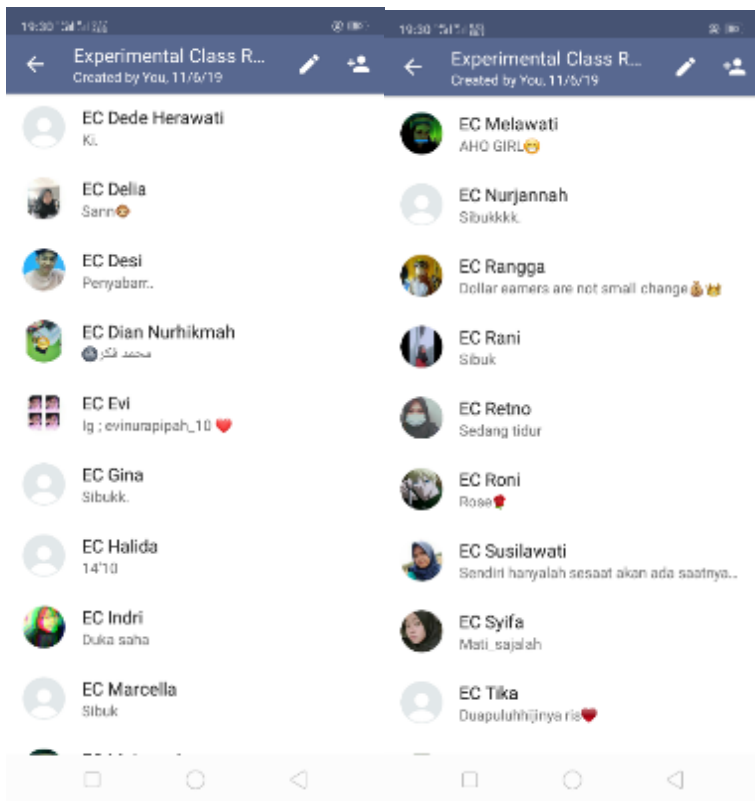 19:30
Experimental Class R...
Created by You, 11/6/19
EC Dede Herawati
Ki.
EC Delia
Sann🙊
EC Desi
Penyabarr..
EC Dian Nurhikmah
محمد فكر
EC Evi
Ig ; evinurapipah_10 ❤️
EC Gina
Sibukk.
EC Halida
14'10
EC Indri
Duka saha
EC Marcella
Sibuk
19:30
Experimental Class R...
Created by You, 11/6/19
EC Melawati
AHO GIRL😁
EC Nurjannah
Sibukkkk.
EC Rangga
Dollar earners are not small change💰👑
EC Rani
Sibuk
EC Retno
Sedang tidur
EC Roni
Rose🌹
EC Susilawati
Sendiri hanyalah sesaat akan ada saatnya...
EC Syifa
Mati_sajalah
EC Tika
Duapuluhhijinya ris❤️